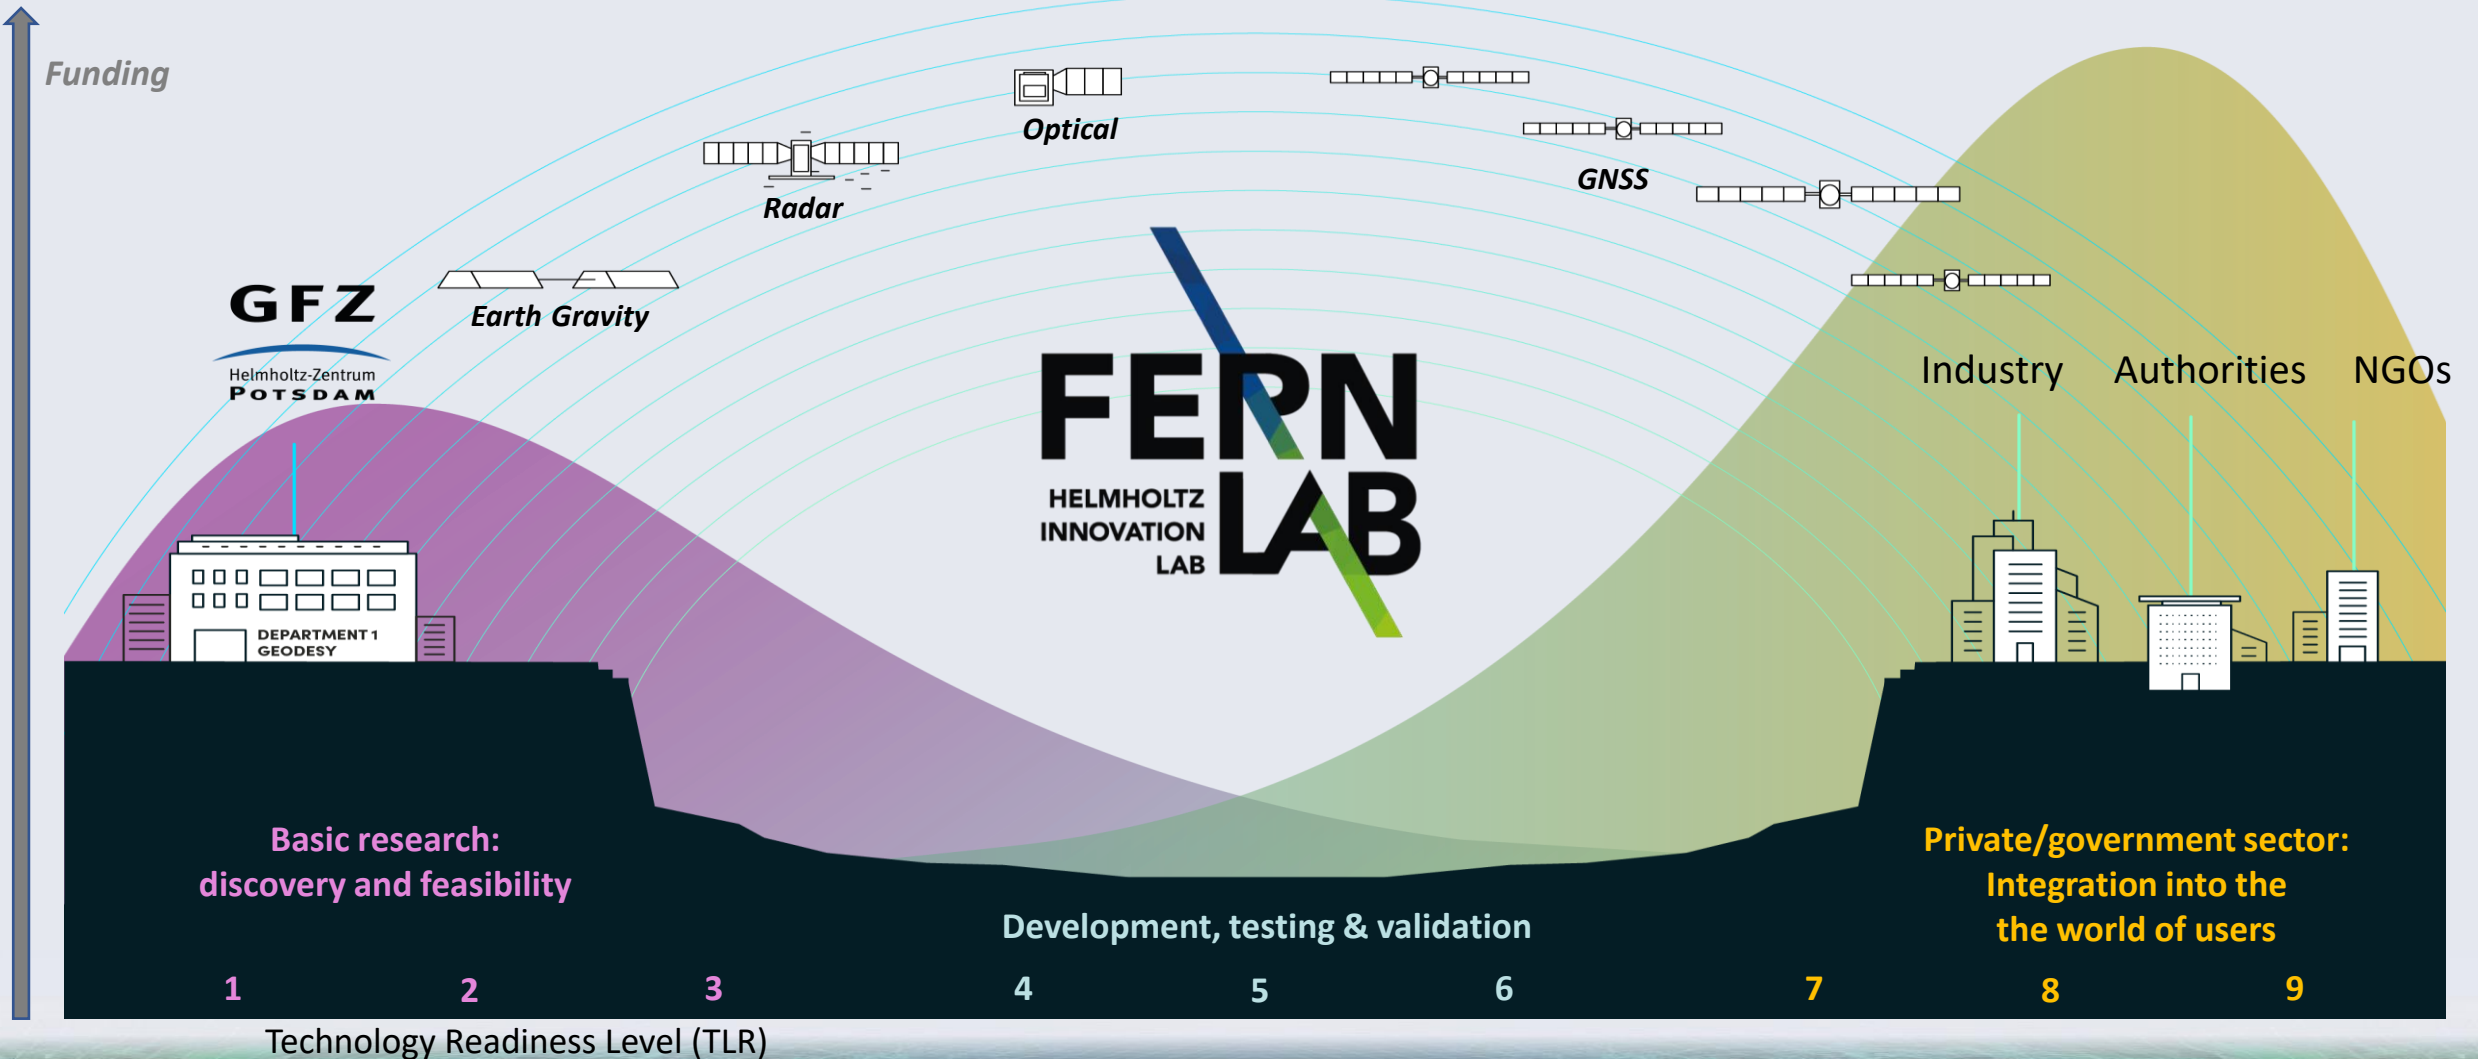 Funding
Optical
Radar
GNSS
Earth Gravity
GFZ
Helmholtz-Zentrum
POTSDAM
FERN
LAB
HELMHOLTZ
INNOVATION
LAB
Industry
Authorities
NGOs
DEPARTMENT 1
GEODESY
Basic research:
discovery and feasibility
Development, testing & validation
Private/government sector:
Integration into the
the world of users
1 2 3 4 5 6 7 8 9
Technology Readiness Level (TLR)